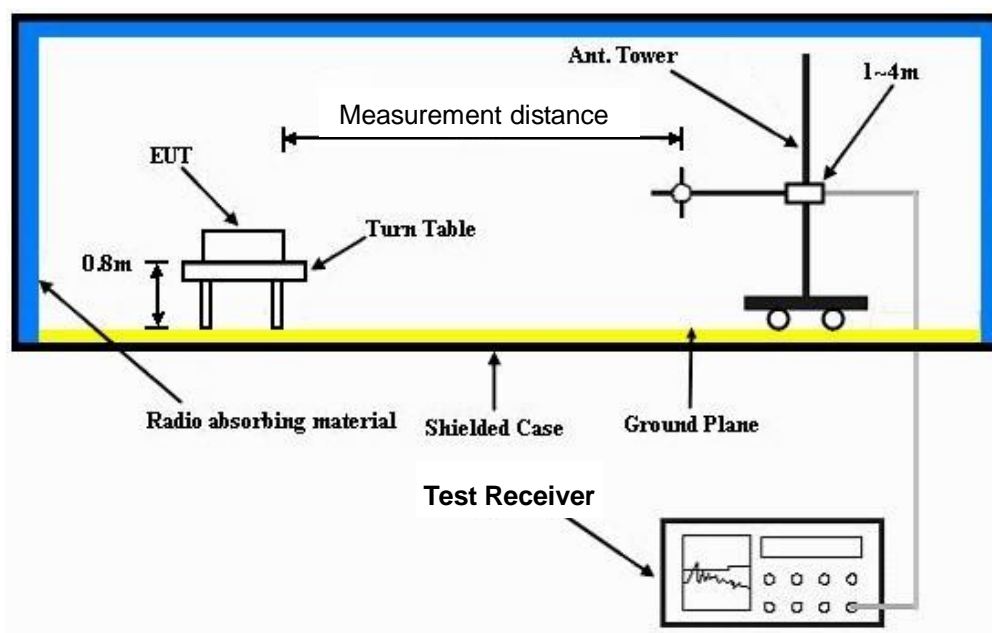 Ant. Tower
1~4m
Measurement distance
EUT
Turn Table
0.8m
Radio absorbing material
Shielded Case
Ground Plane
Test Receiver